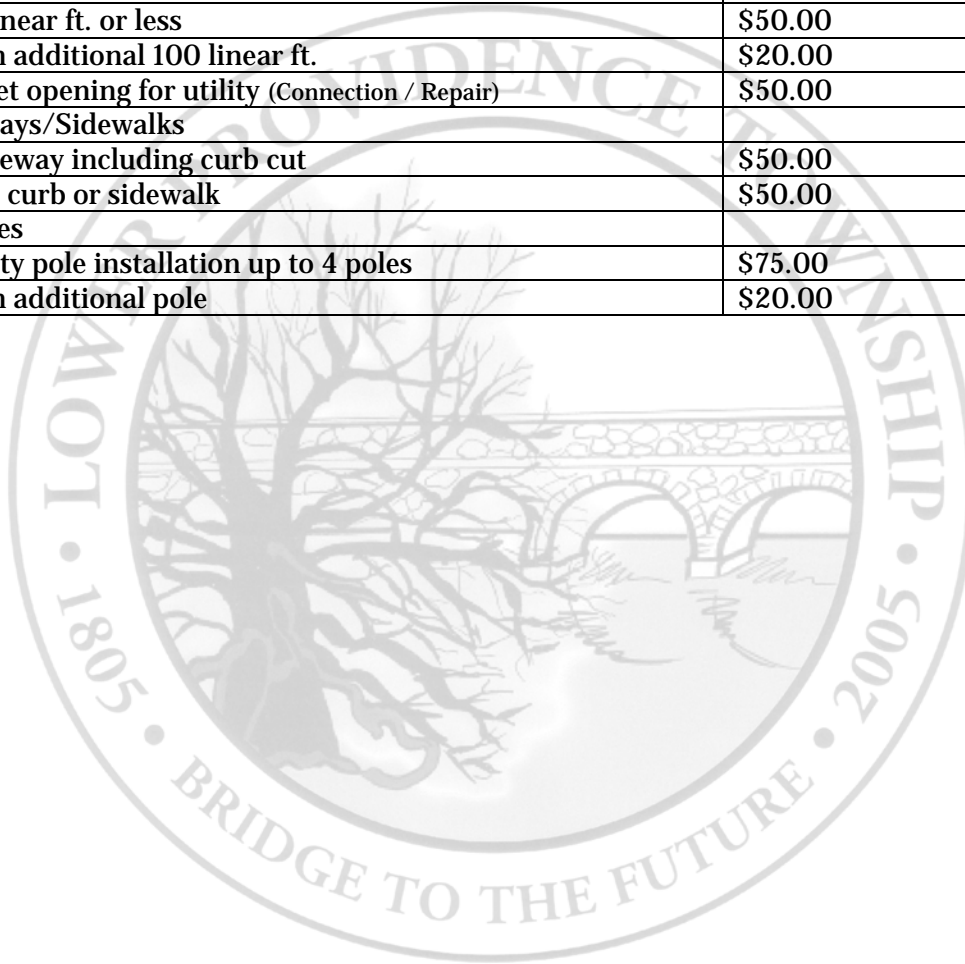 near ft. or less $50.00
n additional 100 linear ft. $20.00
et opening for utility (Connection / Repair) $50.00
ays/Sidewalks
eway including curb cut $50.00
curb or sidewalk $50.00
es
ty pole installation up to 4 poles $75.00
n additional pole $20.00
LOWER PROVIDENCE TOWNSHIP
• 1805 • BRIDGE TO THE FUTURE • 2005 •